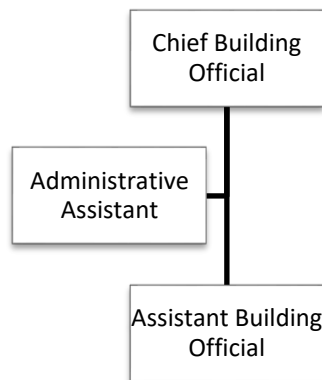 Chief Building
Official
Administrative
Assistant
Assistant Building
Official